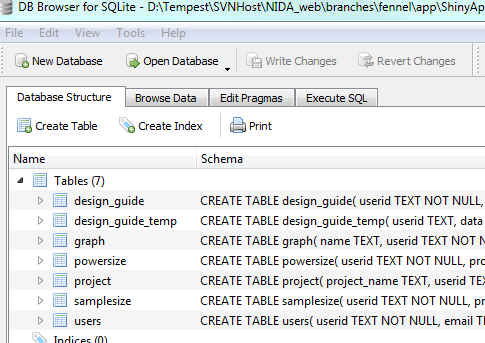 DB Browser for SQLite - D:\Tempest\SVNHost\NIDA_web\branches\fennel\app\ShinyAp
File Edit View Tools Help
New Database Open Database Write Changes Revert Changes
Database Structure Browse Data Edit Pragmas Execute SQL
Create Table Create Index Print
Name Schema
Tables (7)
design_guide CREATE TABLE design_guide( userid TEXT NOT NULL,
design_guide_temp CREATE TABLE design_guide_temp( userid TEXT, data
graph CREATE TABLE graph( name TEXT, userid TEXT NOT N
powersize CREATE TABLE powersize( userid TEXT NOT NULL, pro
project CREATE TABLE project( project_name TEXT, userid TEX
samplesize CREATE TABLE samplesize( userid TEXT NOT NULL, pr
users CREATE TABLE users( userid TEXT NOT NULL, email T
Indices (0)